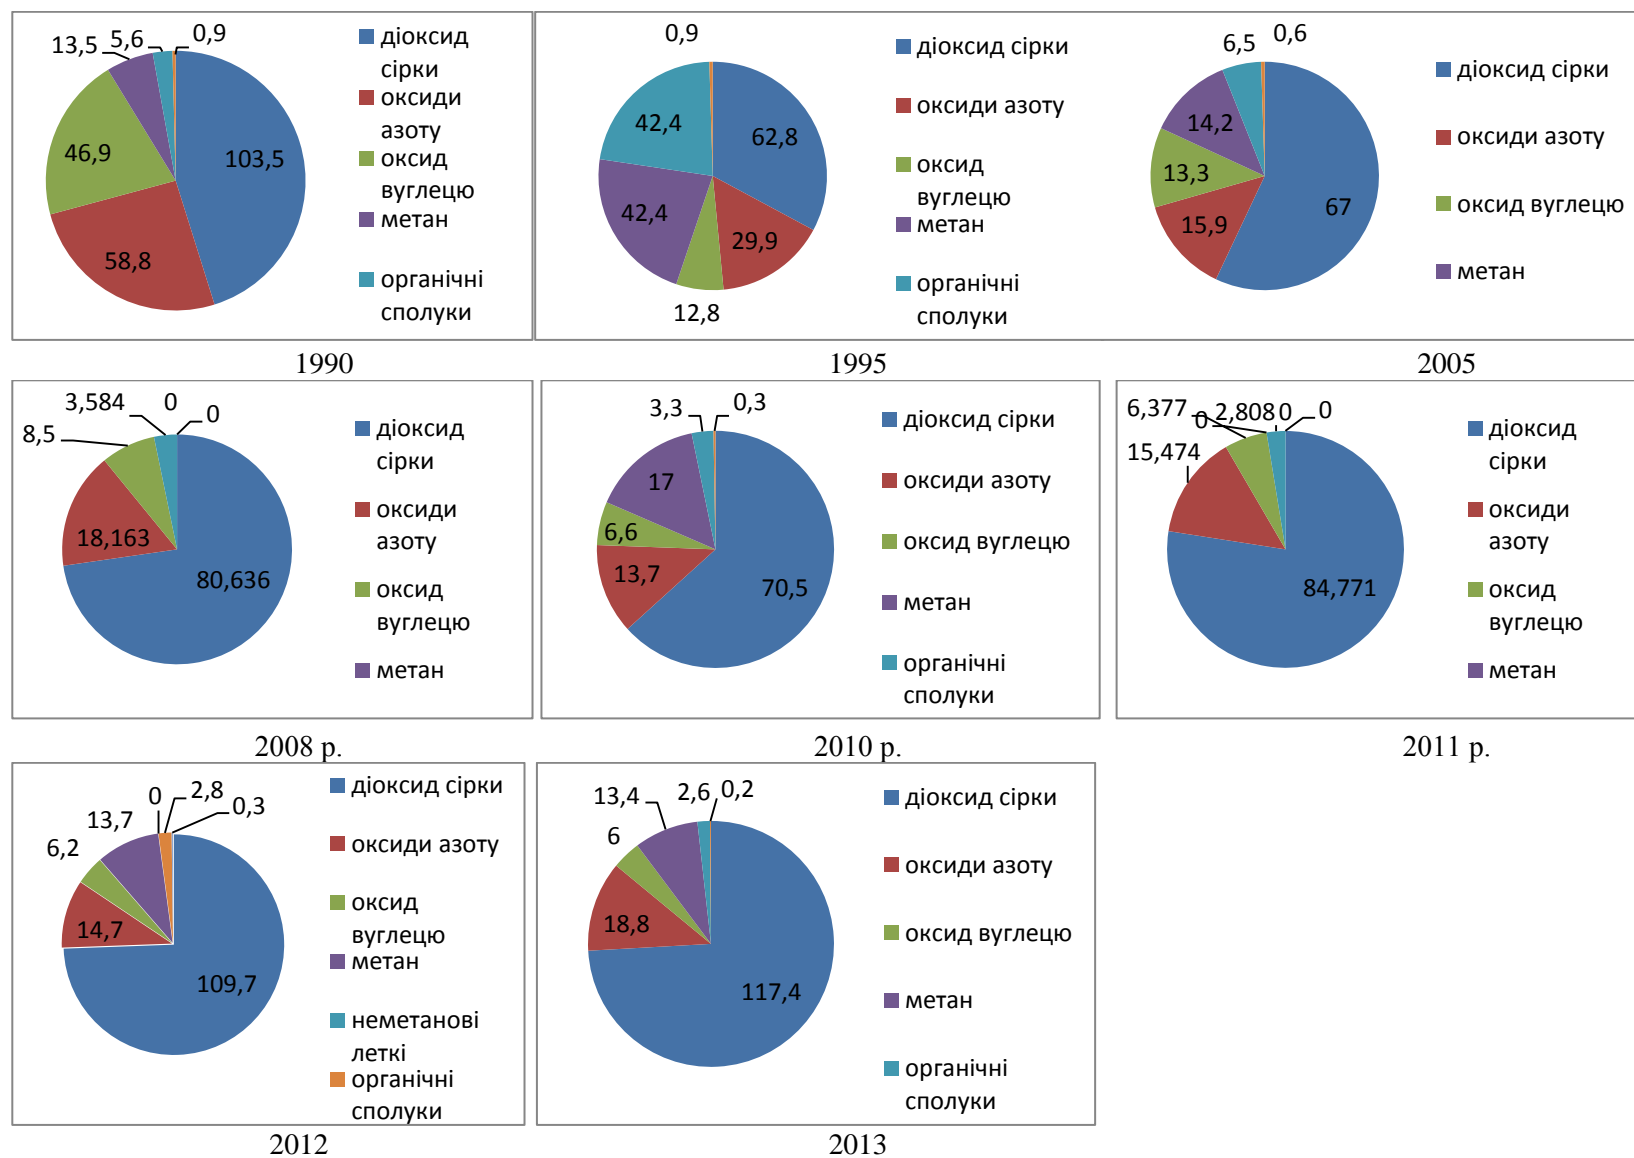 13,5
5,6
0,9
46,9
103,5
58,8
діоксид
сірки
оксиди
азоту
оксид
вуглецю
метан
органічні
сполуки
1990
0,9
42,4
62,8
42,4
29,9
12,8
діоксид сірки
оксиди азоту
оксид
вуглецю
метан
органічні
сполуки
1995
6,5
0,6
14,2
13,3
15,9
67
діоксид сірки
оксиди азоту
оксид вуглецю
метан
2005
3,584
0
0
8,5
18,163
80,636
діоксид
сірки
оксиди
азоту
оксид
вуглецю
метан
2008 р.
3,3
0,3
17
6,6
13,7
70,5
діоксид сірки
оксиди азоту
оксид вуглецю
метан
органічні
сполуки
2010 р.
6,377
0
2,808
0
0
15,474
84,771
діоксид
сірки
оксиди
азоту
оксид
вуглецю
метан
2011 р.
0
2,8
0,3
13,7
6,2
14,7
109,7
діоксид сірки
оксиди азоту
оксид
вуглецю
метан
неметанові
леткі
органічні
сполуки
2012
13,4
2,6
0,2
6
18,8
117,4
діоксид сірки
оксиди азоту
оксид вуглецю
метан
органічні
сполуки
2013